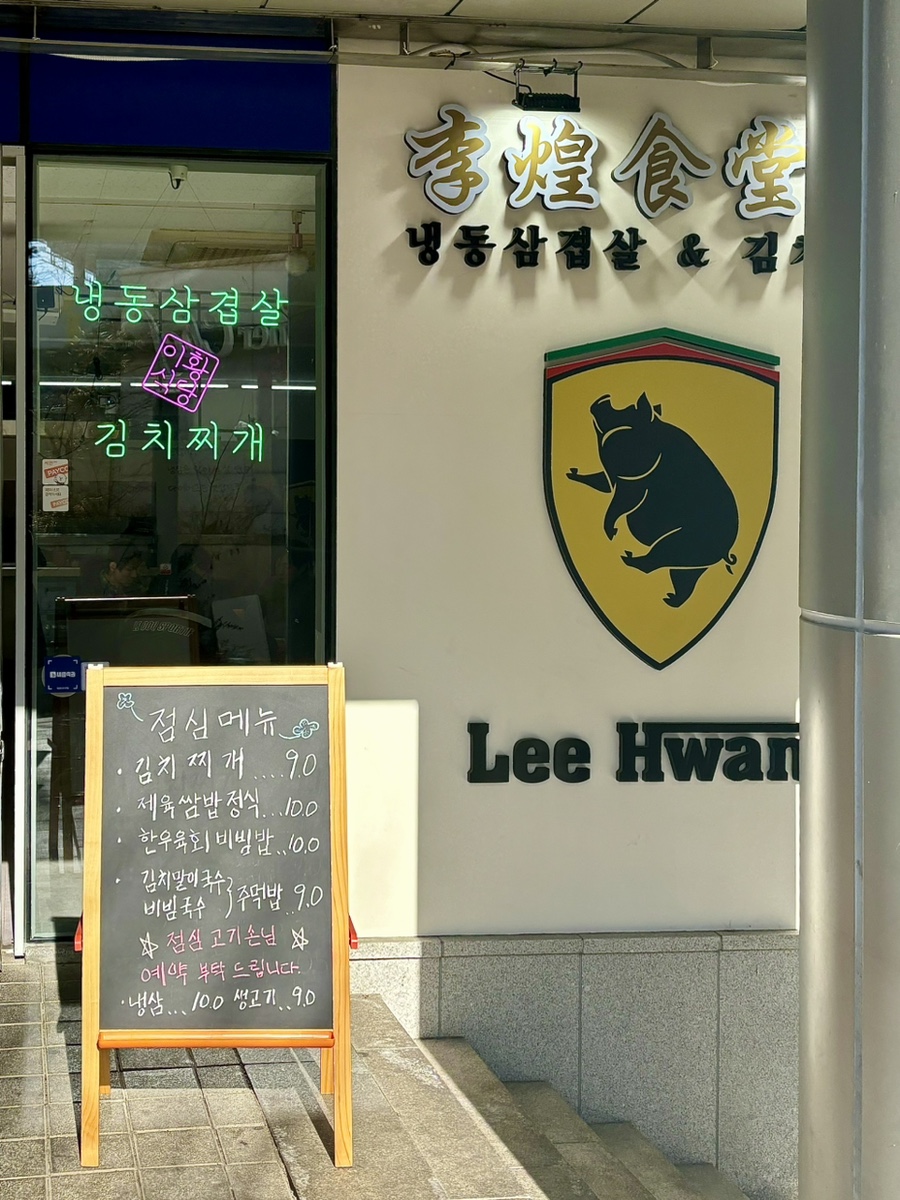 李煌食堂
냉동삼겹살 & 김치
냉동삼겹살
이황
식당
김치찌개
PAYCO
Lee Hwan
점심메뉴
· 김치찌개....9.0
· 제육쌈밥정식...10.0
· 한우육회비빔밥..10.0
· 김치말이국수
비빔국수 } 주먹밥..9.0
☆ 점심 고기손님 ☆
예약 부탁 드립니다.
· 냉삼... 10.0 생고기..9.0